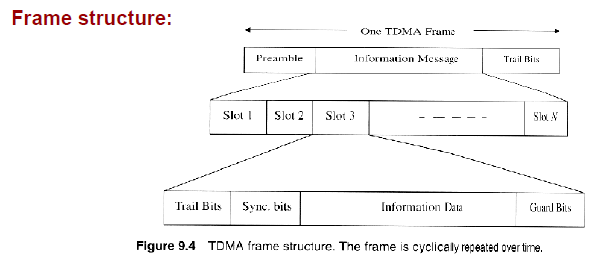 Frame structure:
One TDMA Frame
Preamble Information Message Trail Bits
Slot 1 Slot 2 Slot 3 Slot N
Trail Bits Sync. bits Information Data Guard Bits
Figure 9.4 TDMA frame structure. The frame is cyclically repeated over time.